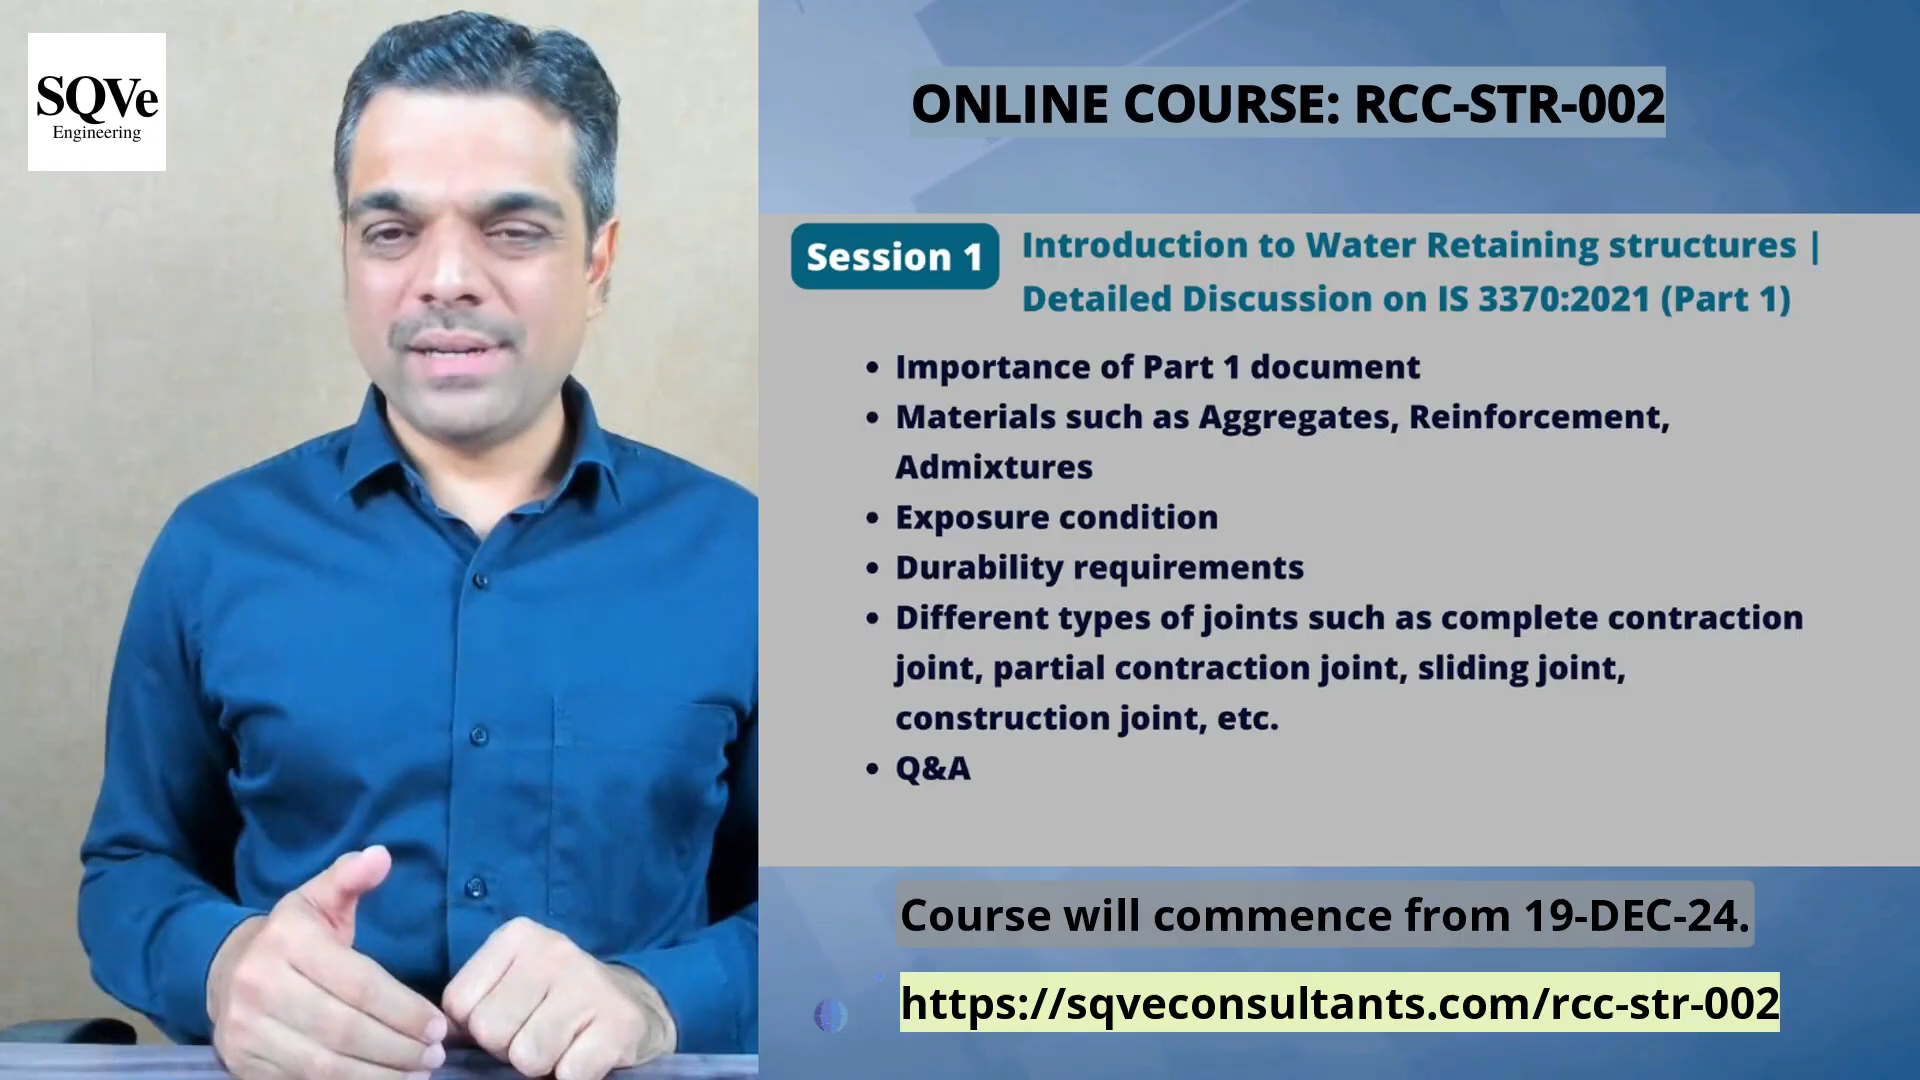 SQVe
Engineering
ONLINE COURSE: RCC-STR-002
Session 1
Introduction to Water Retaining structures |
Detailed Discussion on IS 3370:2021 (Part 1)
• Importance of Part 1 document
• Materials such as Aggregates, Reinforcement,
Admixtures
• Exposure condition
• Durability requirements
• Different types of joints such as complete contraction
joint, partial contraction joint, sliding joint,
construction joint, etc.
• Q&A
Course will commence from 19-DEC-24.
https://sqveconsultants.com/rcc-str-002